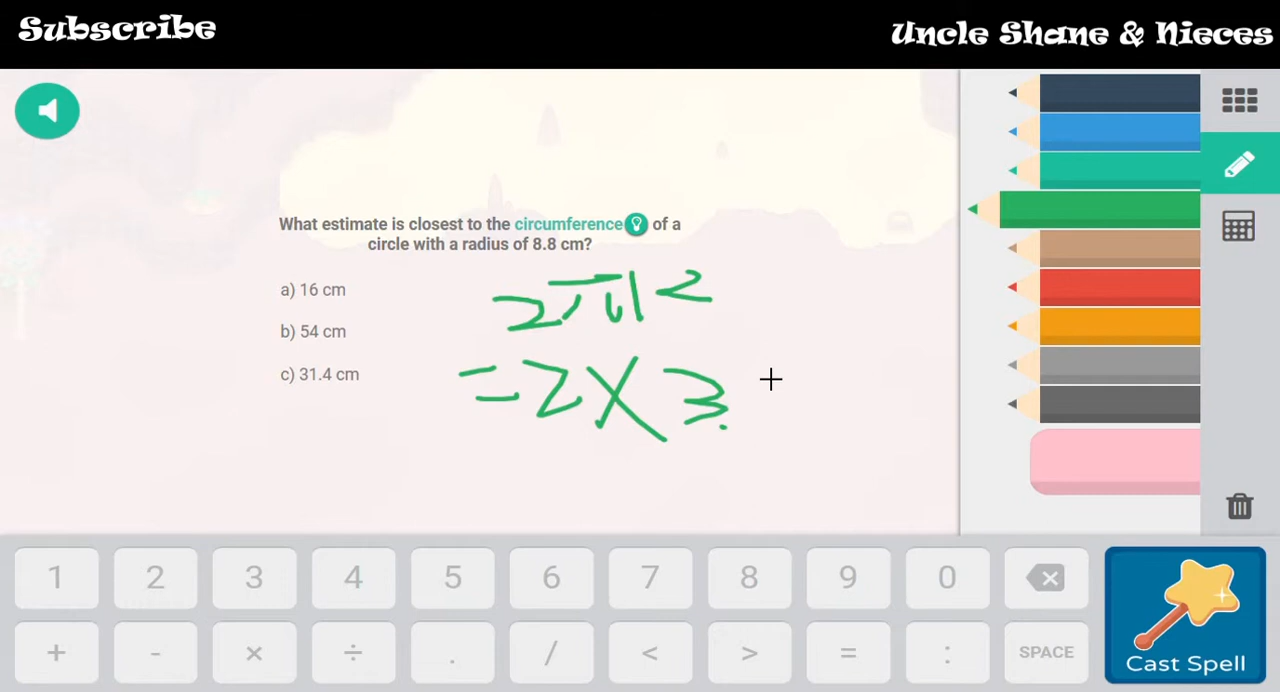 Subscribe
Uncle Shane & Nieces
What estimate is closest to the circumference of a
circle with a radius of 8.8 cm?
a) 16 cm
b) 54 cm
c) 31.4 cm
2πr
= 2 X 3.
1 2 3 4 5 6 7 8 9 0
+ - × ÷ . / < > = : SPACE
Cast Spell